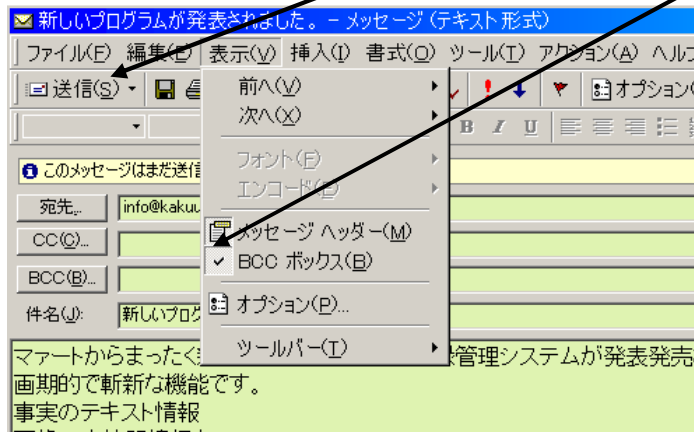 新しいプログラムが発表されました。 - メッセージ (テキスト形式)
ファイル(F) 編集(E) 表示(V) 挿入(I) 書式(O) ツール(T) アクション(A) ヘル
送信(S) オプション(
前へ(V)
次へ(X)
B I U
フォント(F)
エンコード(D)
このメッセージはまだ送信
宛先... info@kakuu
メッセージ ヘッダー(M)
CC(C)...
BCC ボックス(B)
BCC(B)...
オプション(P)...
件名(J): 新しいプログ
ツールバー(T)
マァートからまったく 管理システムが発表発売
画期的で斬新な機能です。
事実のテキスト情報